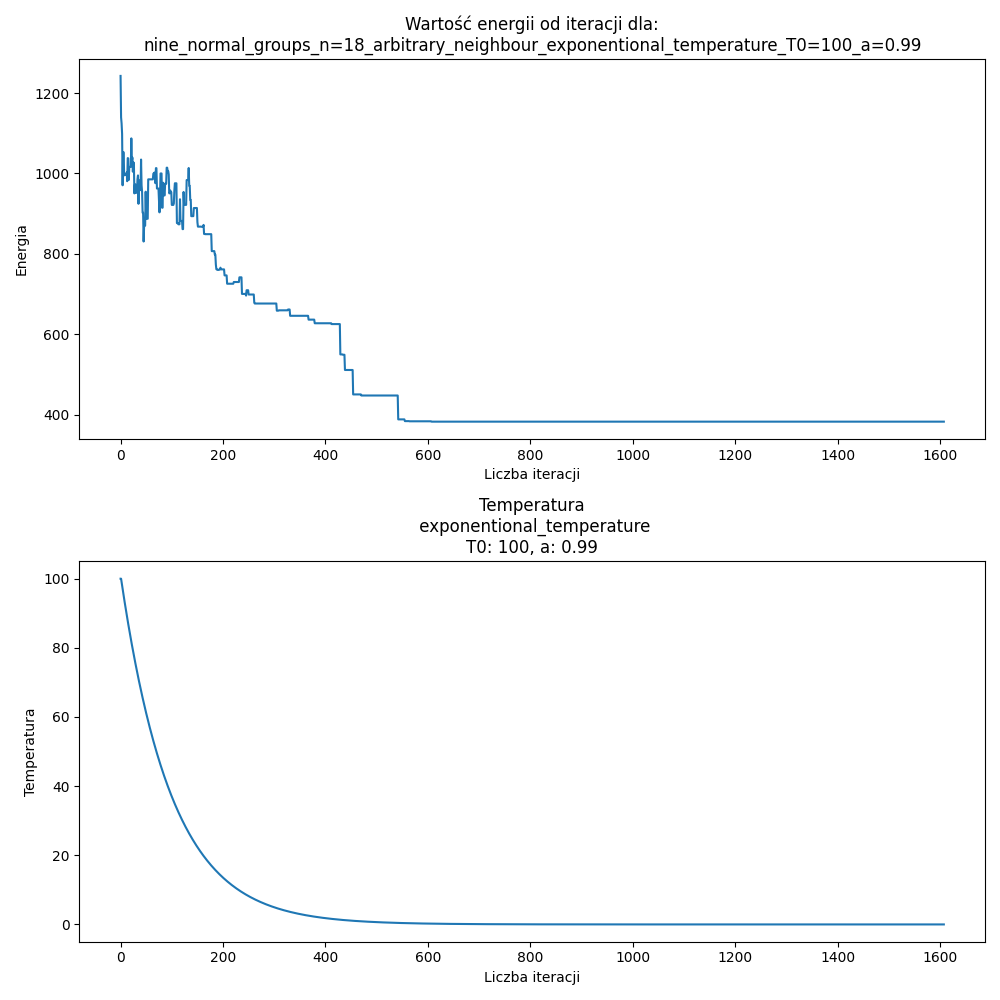 Wartość energii od iteracji dla:
nine_normal_groups_n=18_arbitrary_neighbour_exponentional_temperature_T0=100_a=0.99
1200
1000
800
600
400
Energia
0 200 400 600 800 1000 1200 1400 1600
Liczba iteracji
Temperatura
exponentional_temperature
T0: 100, a: 0.99
100
80
60
40
20
0
Temperatura
0 200 400 600 800 1000 1200 1400 1600
Liczba iteracji